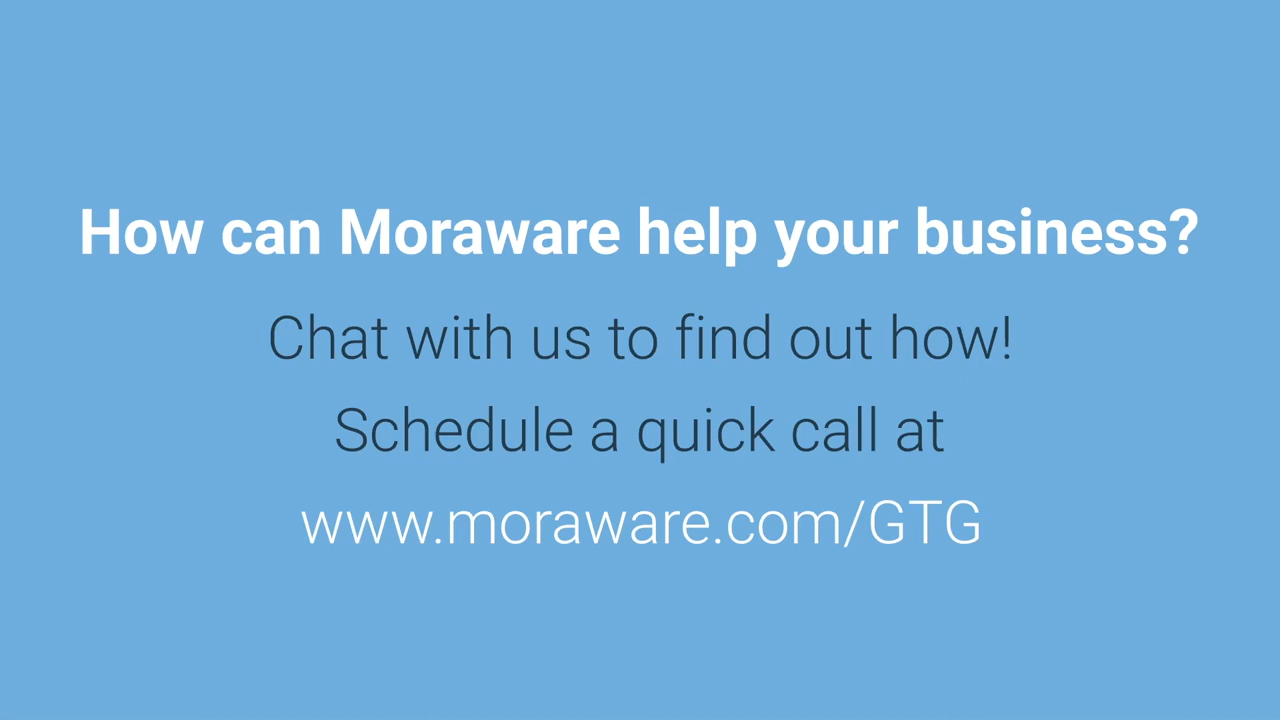 How can Moraware help your business?
Chat with us to find out how!
Schedule a quick call at
www.moraware.com/GTG